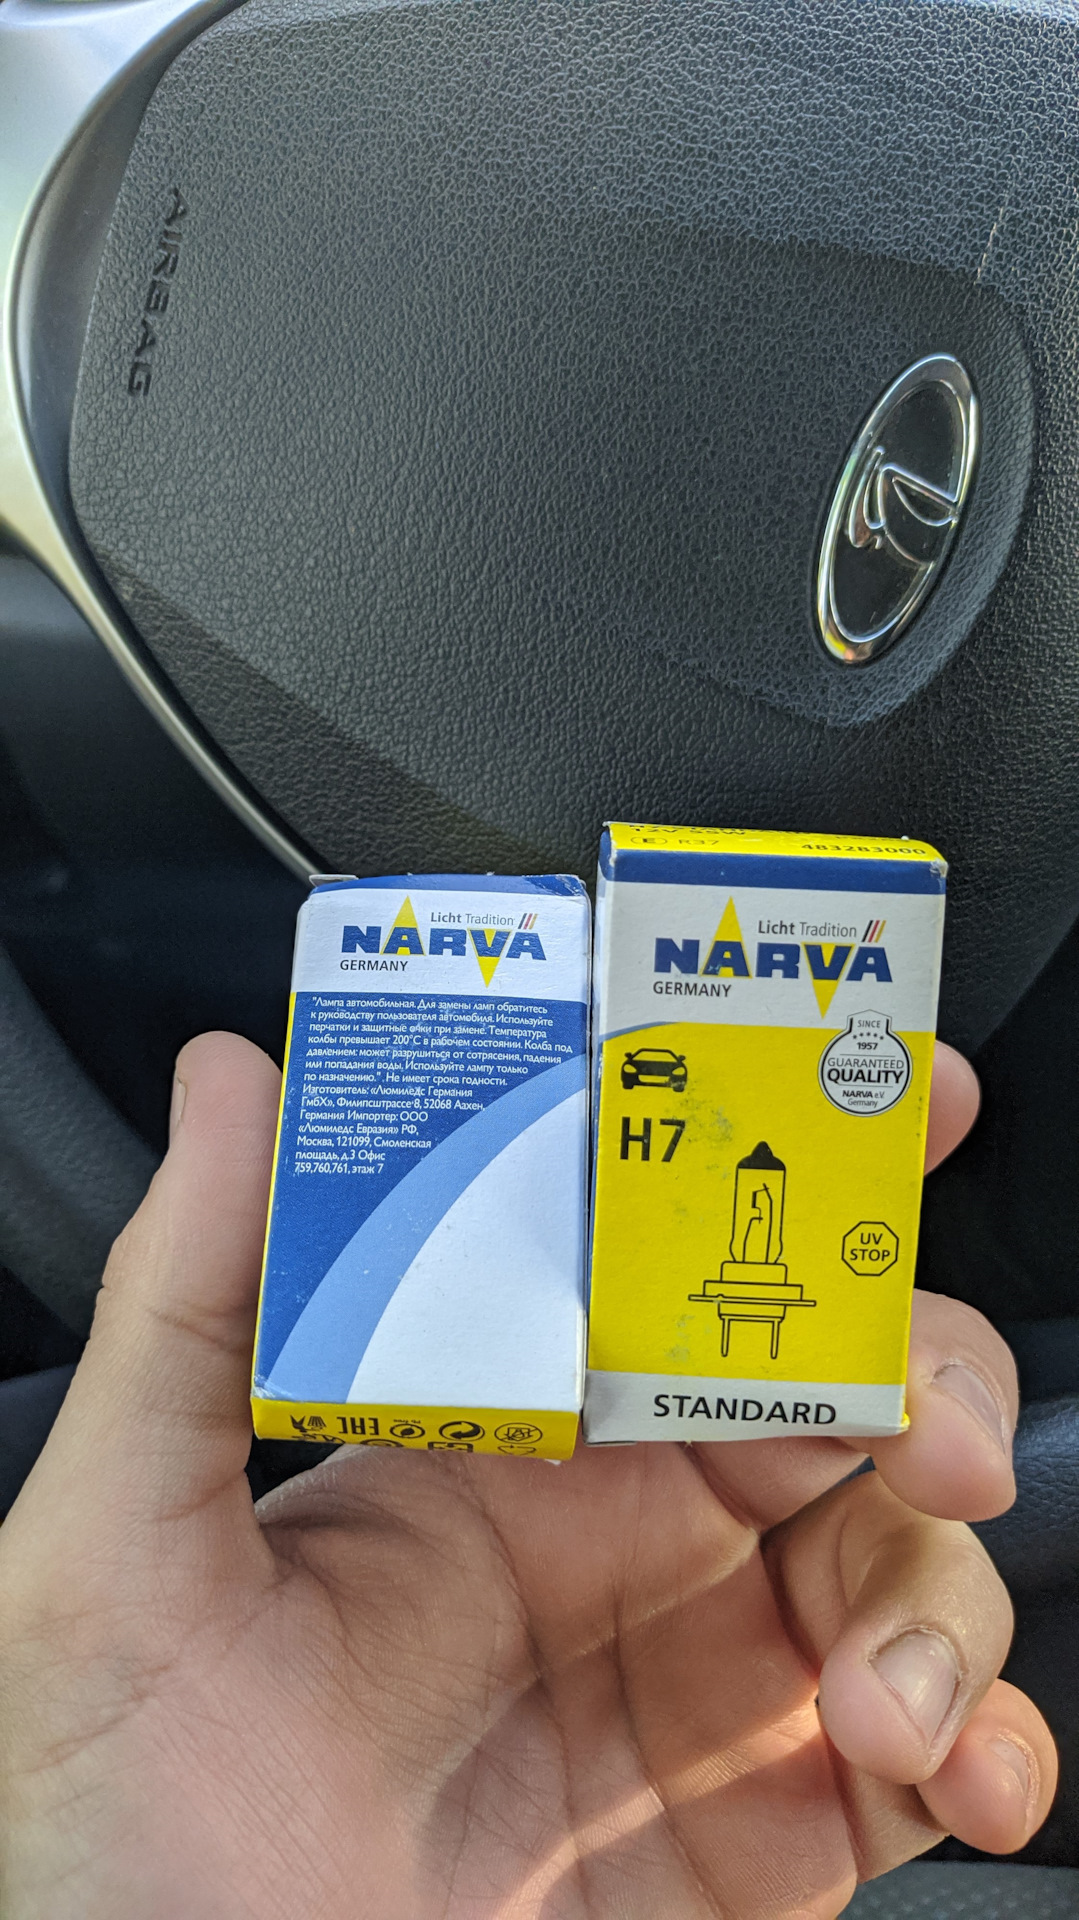 AIRBAG
Licht Tradition
NARVA
GERMANY
"Лампа автомобильная. Для замены ламп обратитесь
к руководству пользователя автомобиля. Используйте
перчатки и защитные очки при замене. Температура
колбы превышает 200°C в рабочем состоянии. Колба под
давлением: может разрушиться от сотрясения, падения
или попадания воды. Используйте лампу только
по назначению.". Не имеет срока годности.
Изготовитель: «Люмиледс Германия
ГмбХ», Филипсштрассе 8, 52068 Аахен,
Германия Импортер: ООО
«Люмиледс Евразия» РФ,
Москва, 121099, Смоленская
площадь, д.3 Офис
759,760,761, этаж 7
EAC
12V 55W
E R37
483283000
Licht Tradition
NARVA
GERMANY
SINCE
1957
GUARANTEED
QUALITY
NARVA e.V.
Germany
H7
UV
STOP
STANDARD